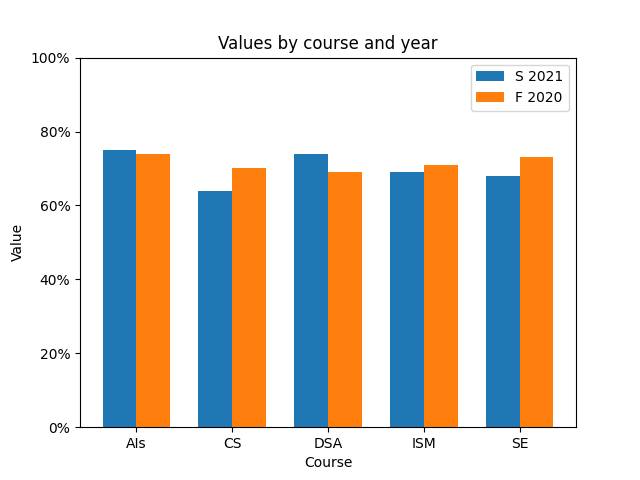 Values by course and year
S 2021
F 2020
100%
80%
60%
40%
20%
0%
Value
AIs
CS
DSA
ISM
SE
Course